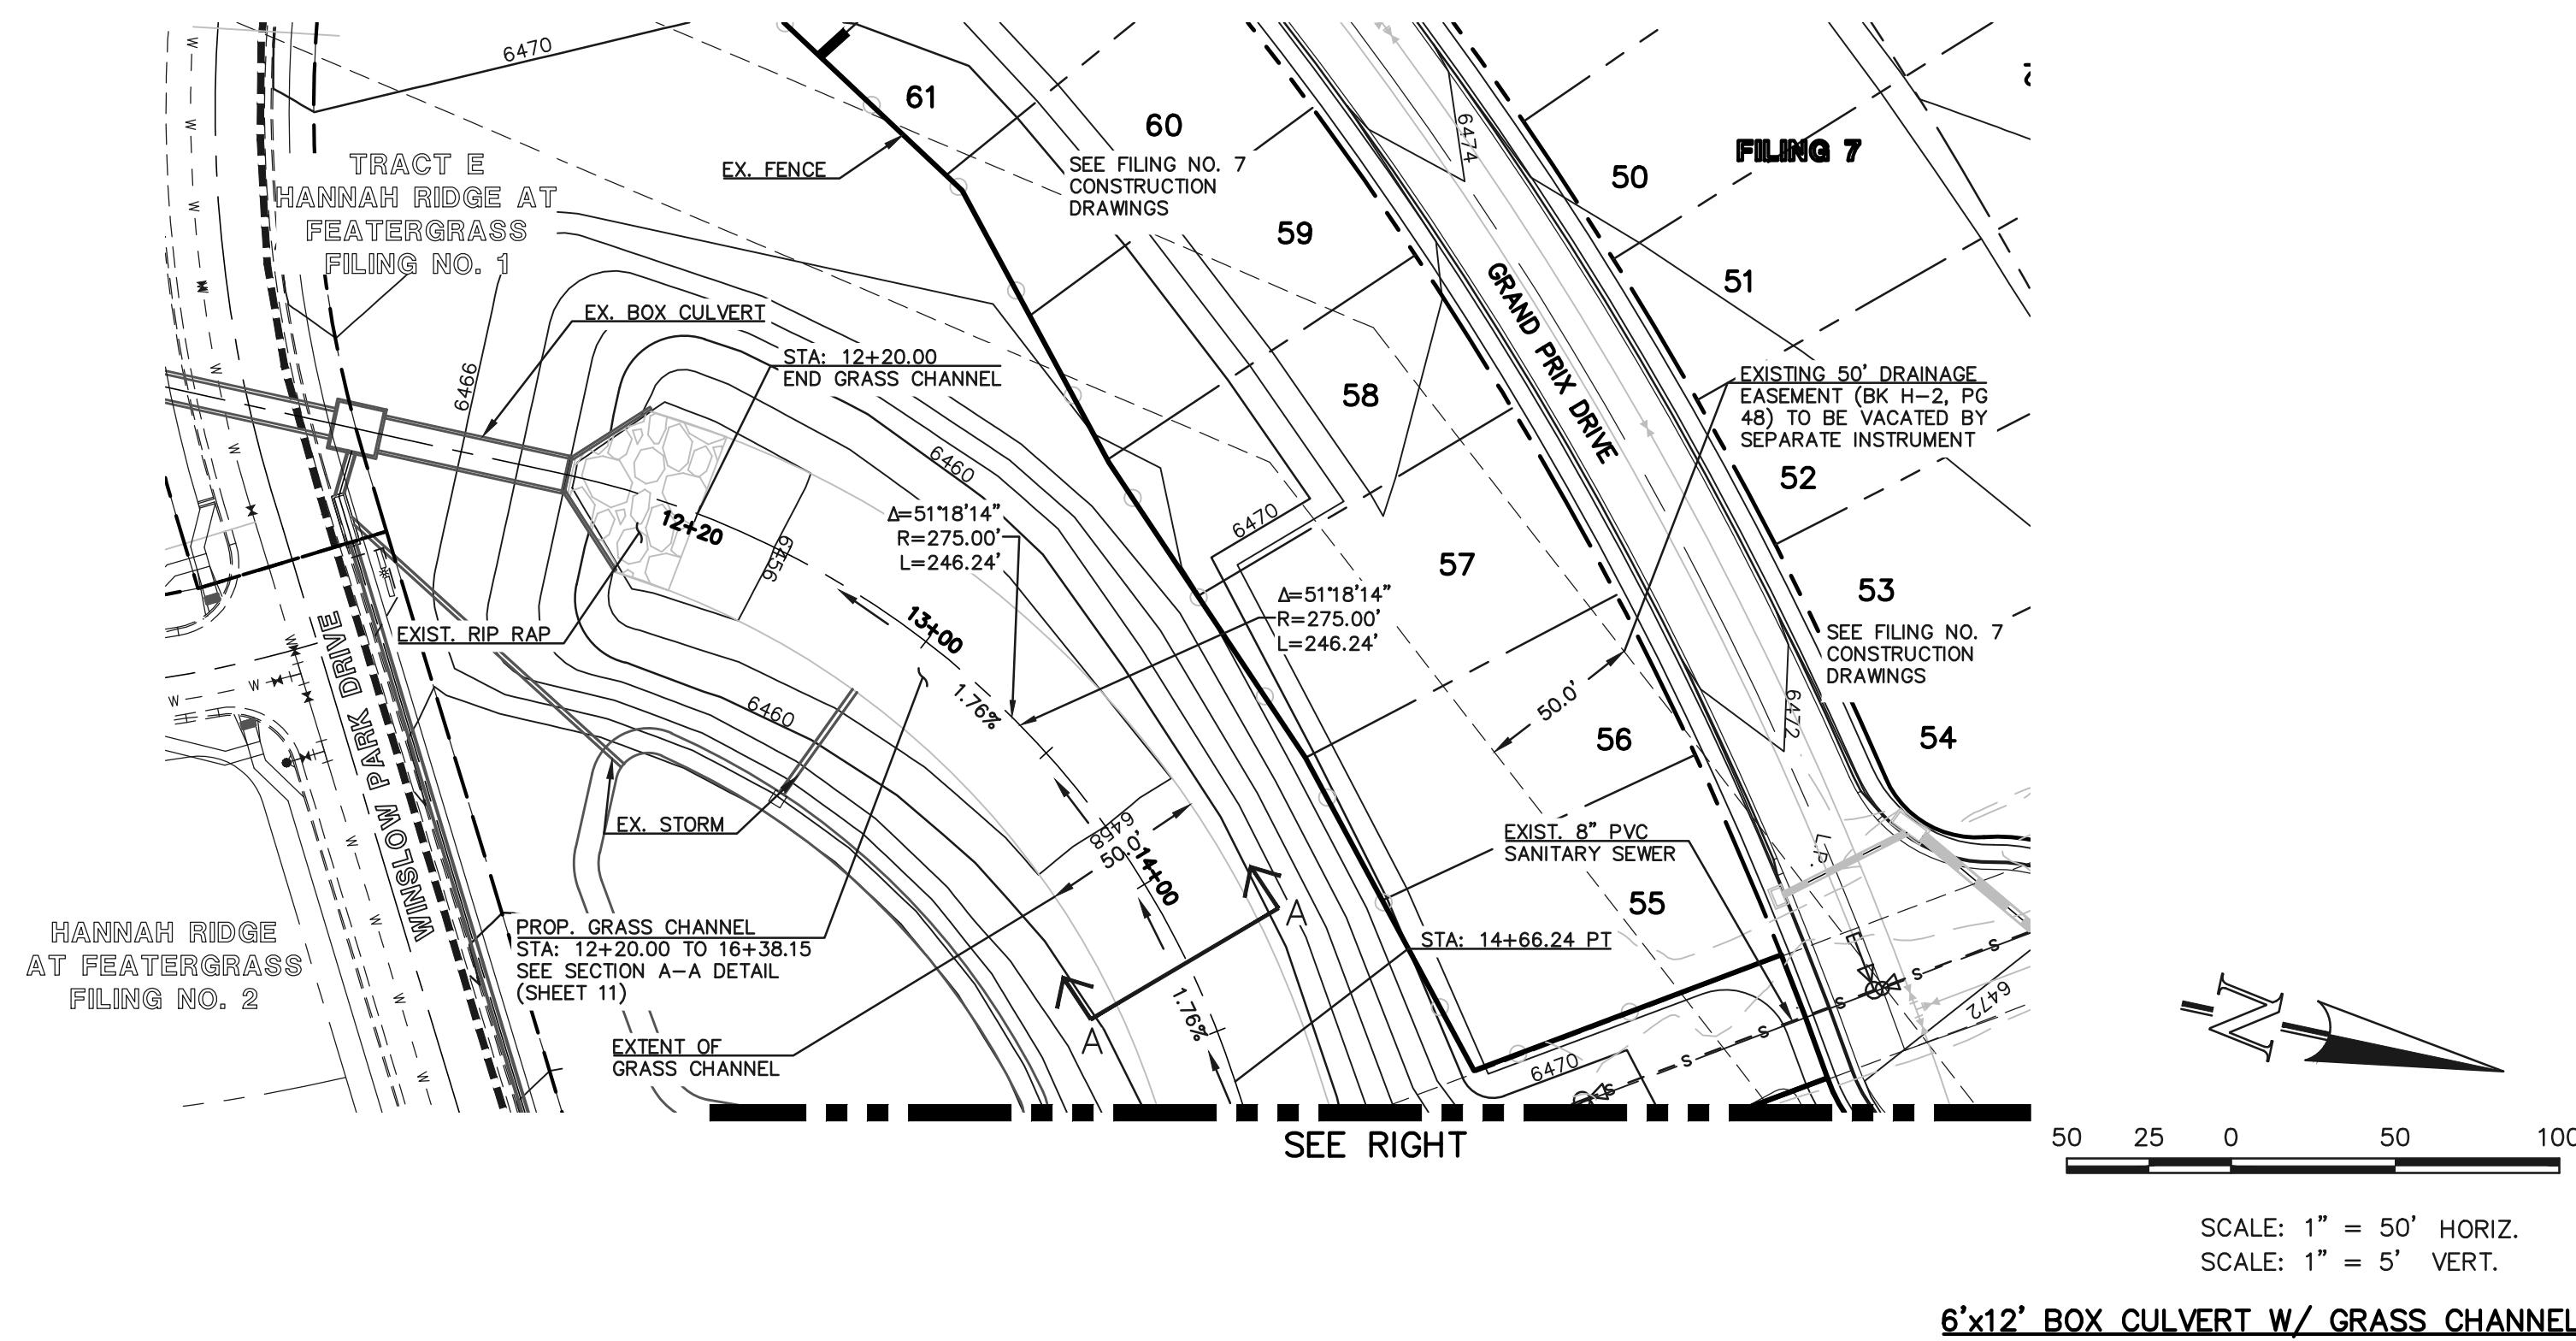 6470
61
60
EX. FENCE
SEE FILING NO. 7
CONSTRUCTION
DRAWINGS
6474
50
FILING 7
TRACT E
HANNAH RIDGE AT
FEATERGRASS
FILING NO. 1
59
51
GRAND PRIX DRIVE
EX. BOX CULVERT
6466
STA: 12+20.00
END GRASS CHANNEL
58
EXISTING 50' DRAINAGE
EASEMENT (BK H-2, PG
48) TO BE VACATED BY
SEPARATE INSTRUMENT
52
6460
12+20
6456
Δ=51°18'14"
R=275.00'
L=246.24'
6470
57
53
Δ=51°18'14"
R=275.00'
L=246.24'
13+00
EXIST. RIP RAP
SEE FILING NO. 7
CONSTRUCTION
DRAWINGS
WINSLOW PARK DRIVE
6460
1.76%
50.0'
56
6472
54
EX. STORM
6458
50.0'
14+00
EXIST. 8" PVC
SANITARY SEWER
L.P.
55
A
HANNAH RIDGE
AT FEATERGRASS
FILING NO. 2
PROP. GRASS CHANNEL
STA: 12+20.00 TO 16+38.15
SEE SECTION A-A DETAIL
(SHEET 11)
STA: 14+66.24 PT
A
1.76%
EXTENT OF
GRASS CHANNEL
6470
6472
N
SEE RIGHT
50 25 0 50 100
SCALE: 1" = 50' HORIZ.
SCALE: 1" = 5' VERT.
6'x12' BOX CULVERT W/ GRASS CHANNEL